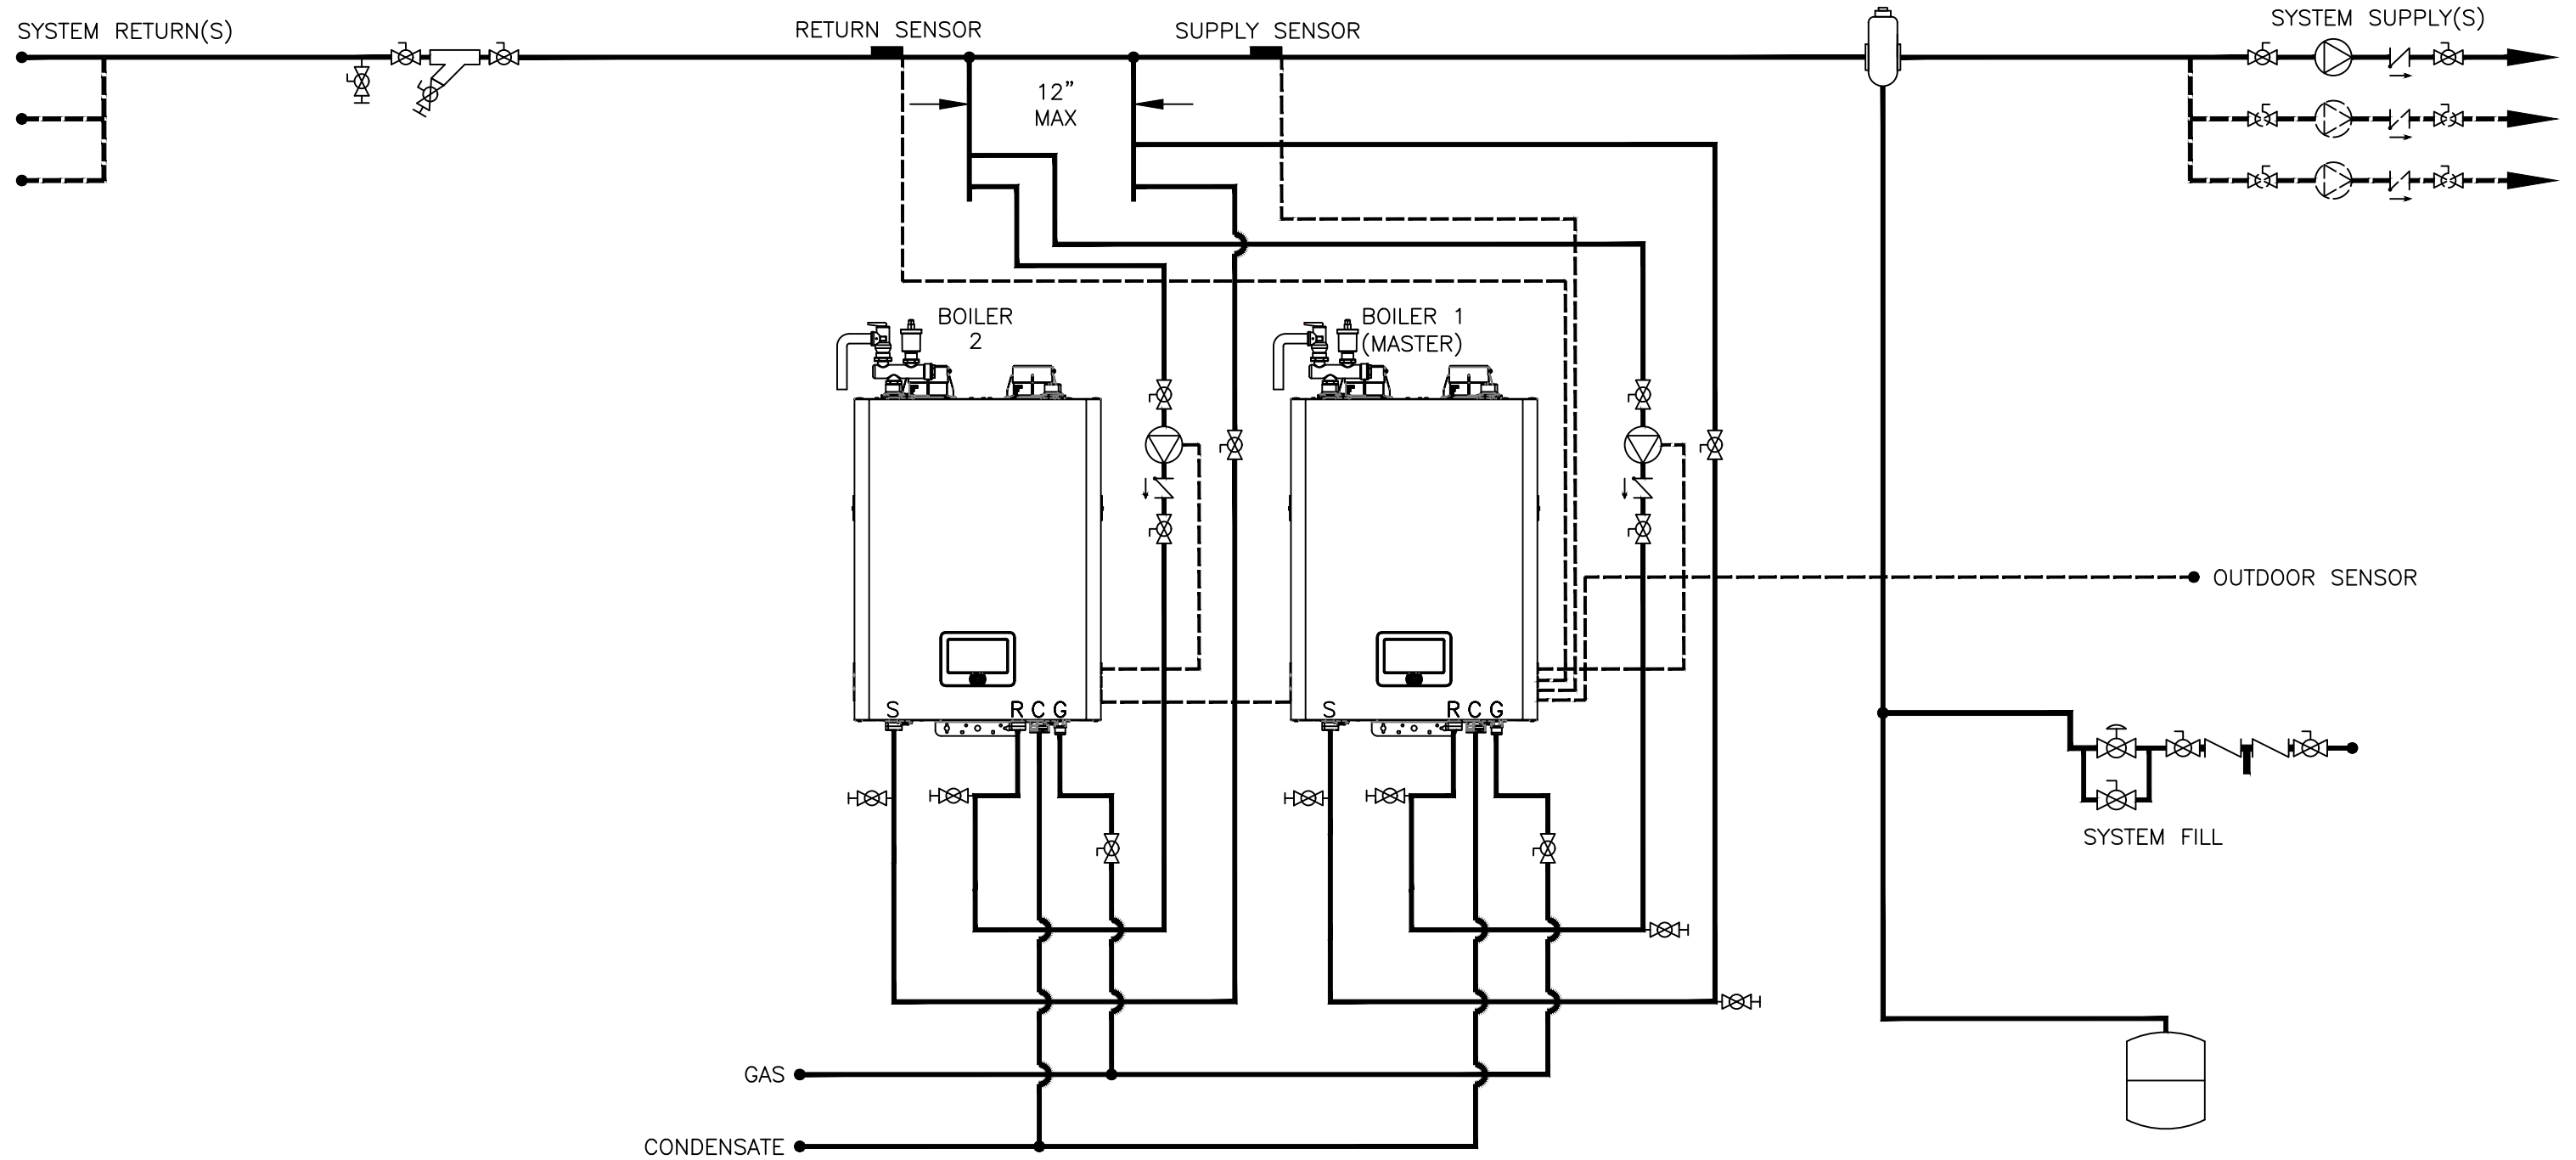 SYSTEM RETURN(S)
RETURN SENSOR
SUPPLY SENSOR
SYSTEM SUPPLY(S)
12”
MAX
BOILER
2
BOILER 1
(MASTER)
OUTDOOR SENSOR
S R C G
S R C G
SYSTEM FILL
GAS
CONDENSATE